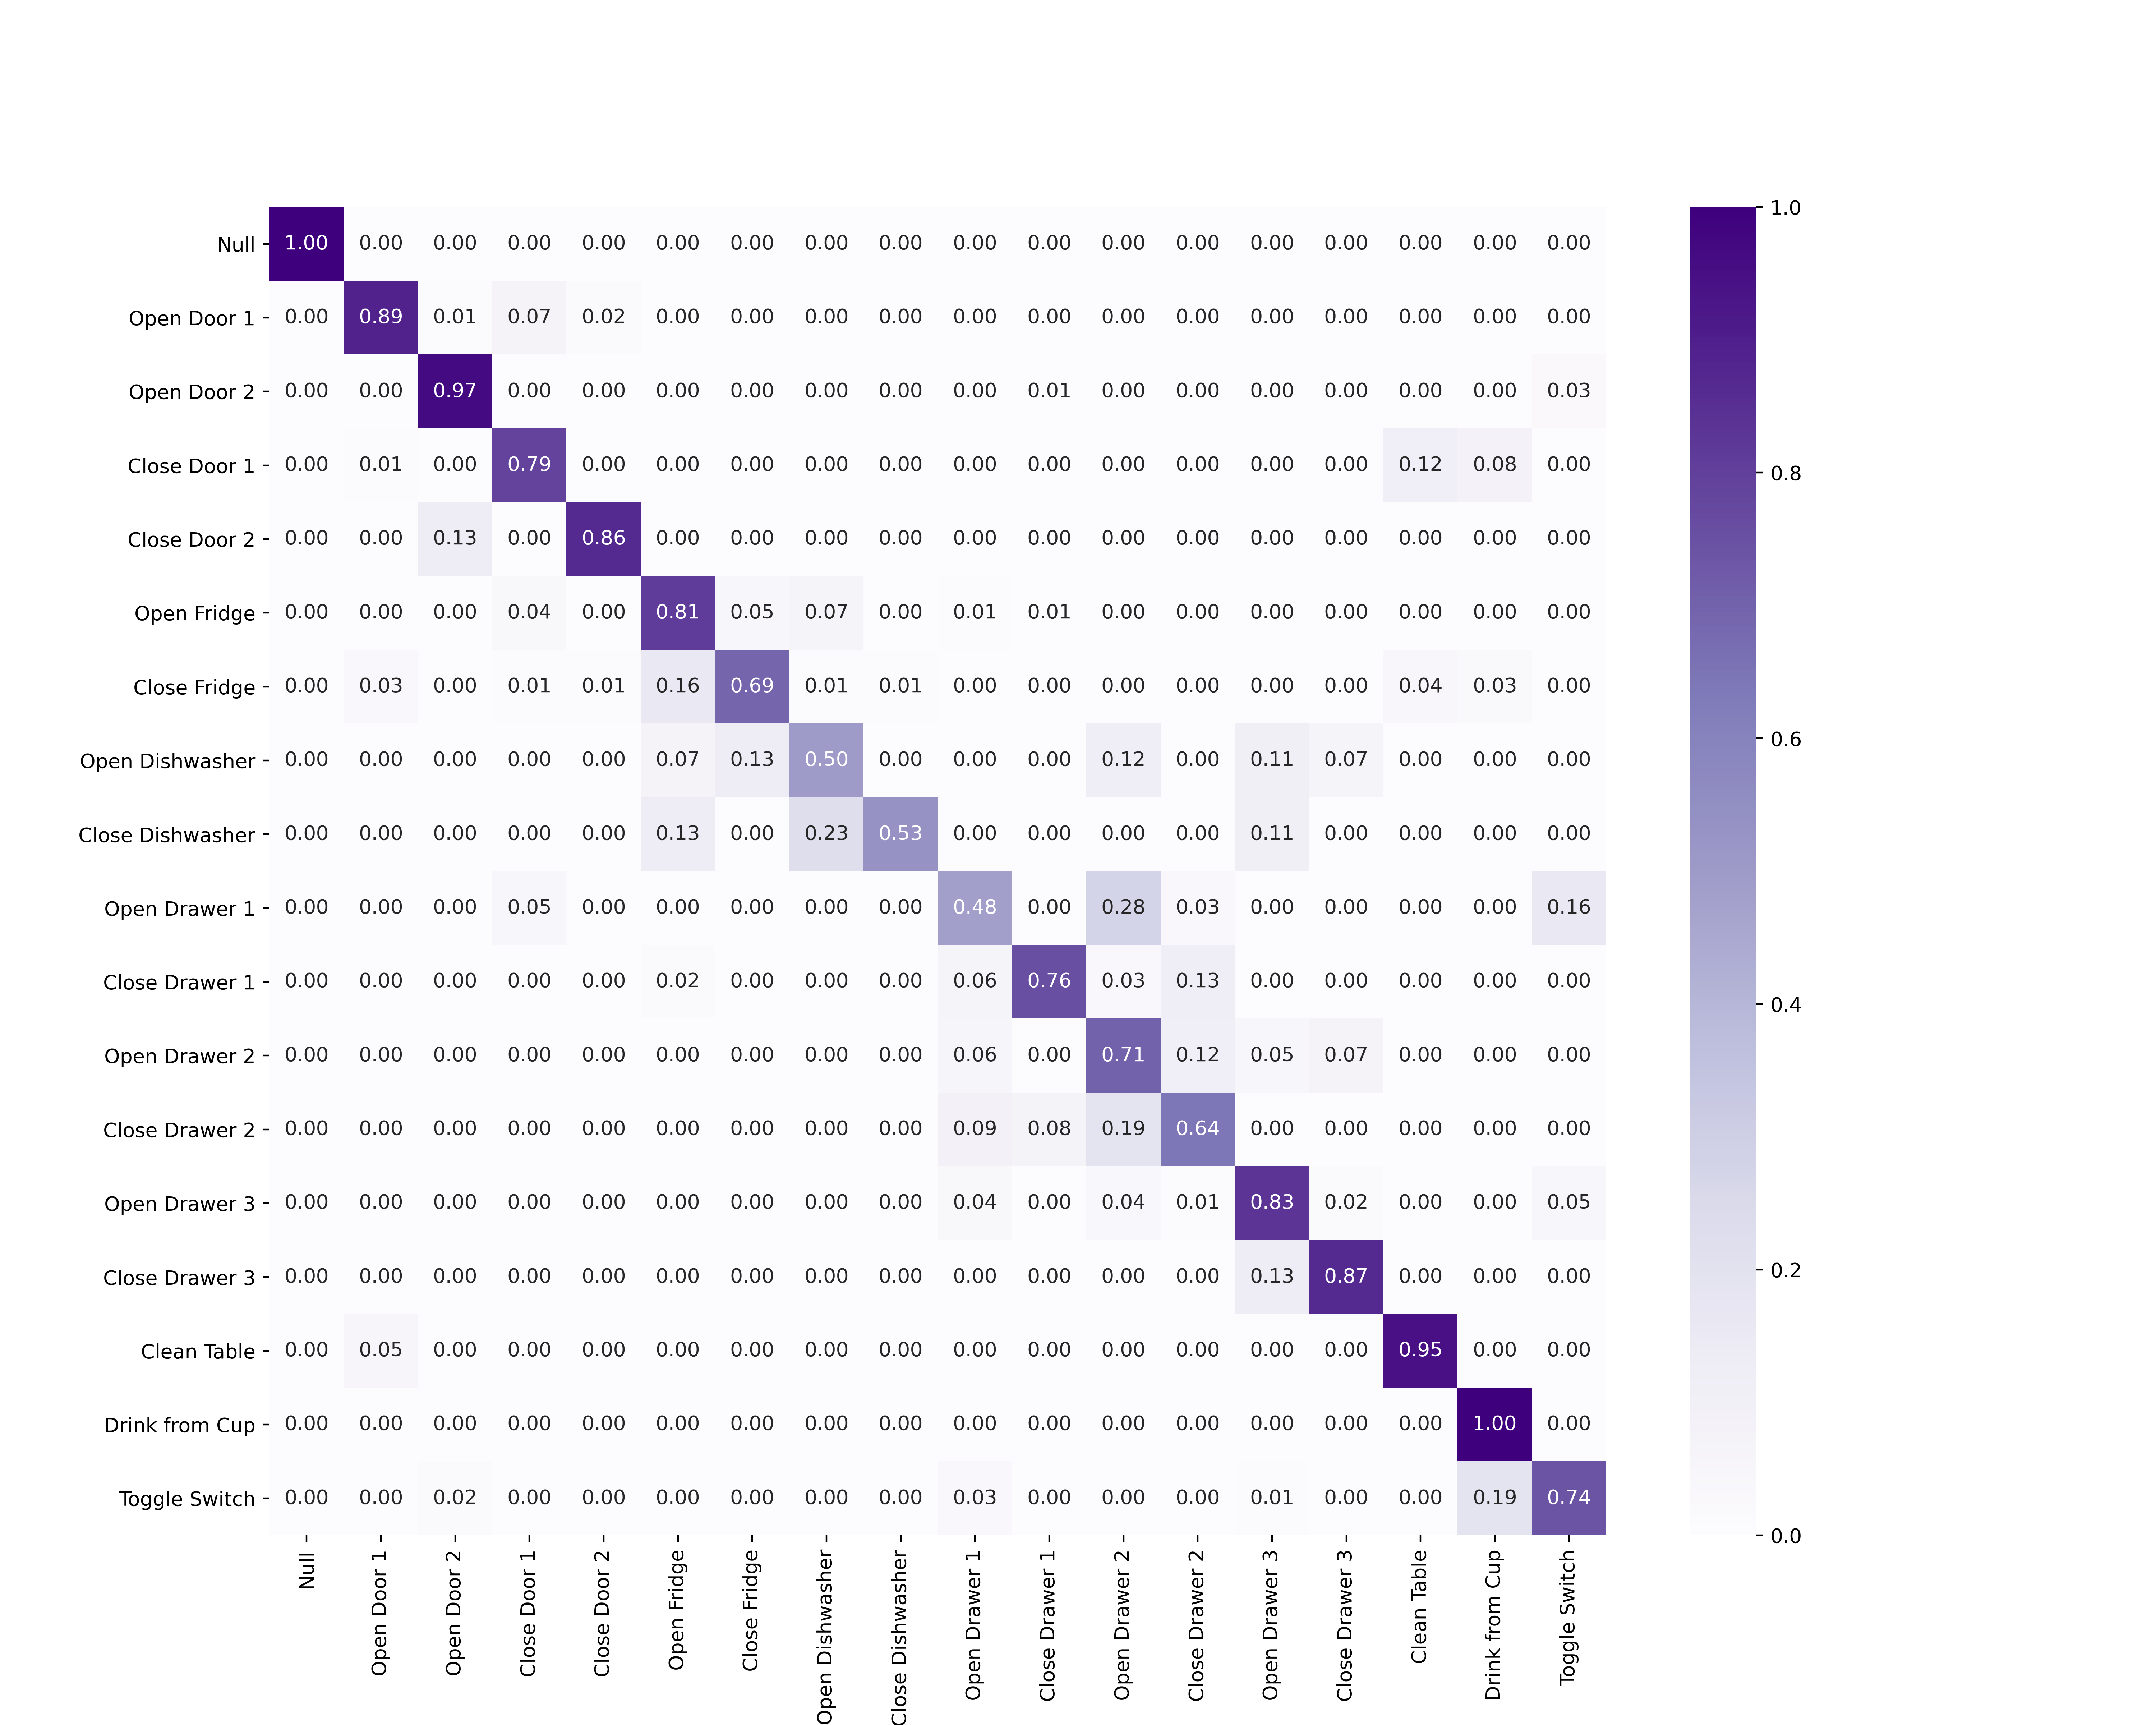 Null 1.00 0.00 0.00 0.00 0.00 0.00 0.00 0.00 0.00 0.00 0.00 0.00 0.00 0.00 0.00 0.00 0.00 0.00
Open Door 1 0.00 0.89 0.01 0.07 0.02 0.00 0.00 0.00 0.00 0.00 0.00 0.00 0.00 0.00 0.00 0.00 0.00 0.00
Open Door 2 0.00 0.00 0.97 0.00 0.00 0.00 0.00 0.00 0.00 0.00 0.01 0.00 0.00 0.00 0.00 0.00 0.00 0.03
Close Door 1 0.00 0.01 0.00 0.79 0.00 0.00 0.00 0.00 0.00 0.00 0.00 0.00 0.00 0.00 0.00 0.12 0.08 0.00
Close Door 2 0.00 0.00 0.13 0.00 0.86 0.00 0.00 0.00 0.00 0.00 0.00 0.00 0.00 0.00 0.00 0.00 0.00 0.00
Open Fridge 0.00 0.00 0.00 0.04 0.00 0.81 0.05 0.07 0.00 0.01 0.01 0.00 0.00 0.00 0.00 0.00 0.00 0.00
Close Fridge 0.00 0.03 0.00 0.01 0.01 0.16 0.69 0.01 0.01 0.00 0.00 0.00 0.00 0.00 0.00 0.04 0.03 0.00
Open Dishwasher 0.00 0.00 0.00 0.00 0.00 0.07 0.13 0.50 0.00 0.00 0.00 0.12 0.00 0.11 0.07 0.00 0.00 0.00
Close Dishwasher 0.00 0.00 0.00 0.00 0.00 0.13 0.00 0.23 0.53 0.00 0.00 0.00 0.00 0.11 0.00 0.00 0.00 0.00
Open Drawer 1 0.00 0.00 0.00 0.05 0.00 0.00 0.00 0.00 0.00 0.48 0.00 0.28 0.03 0.00 0.00 0.00 0.00 0.16
Close Drawer 1 0.00 0.00 0.00 0.00 0.00 0.02 0.00 0.00 0.00 0.06 0.76 0.03 0.13 0.00 0.00 0.00 0.00 0.00
Open Drawer 2 0.00 0.00 0.00 0.00 0.00 0.00 0.00 0.00 0.00 0.06 0.00 0.71 0.12 0.05 0.07 0.00 0.00 0.00
Close Drawer 2 0.00 0.00 0.00 0.00 0.00 0.00 0.00 0.00 0.00 0.09 0.08 0.19 0.64 0.00 0.00 0.00 0.00 0.00
Open Drawer 3 0.00 0.00 0.00 0.00 0.00 0.00 0.00 0.00 0.00 0.04 0.00 0.04 0.01 0.83 0.02 0.00 0.00 0.05
Close Drawer 3 0.00 0.00 0.00 0.00 0.00 0.00 0.00 0.00 0.00 0.00 0.00 0.00 0.00 0.13 0.87 0.00 0.00 0.00
Clean Table 0.00 0.05 0.00 0.00 0.00 0.00 0.00 0.00 0.00 0.00 0.00 0.00 0.00 0.00 0.00 0.95 0.00 0.00
Drink from Cup 0.00 0.00 0.00 0.00 0.00 0.00 0.00 0.00 0.00 0.00 0.00 0.00 0.00 0.00 0.00 0.00 1.00 0.00
Toggle Switch 0.00 0.00 0.02 0.00 0.00 0.00 0.00 0.00 0.00 0.03 0.00 0.00 0.00 0.01 0.00 0.00 0.19 0.74
Null
Open Door 1
Open Door 2
Close Door 1
Close Door 2
Open Fridge
Close Fridge
Open Dishwasher
Close Dishwasher
Open Drawer 1
Close Drawer 1
Open Drawer 2
Close Drawer 2
Open Drawer 3
Close Drawer 3
Clean Table
Drink from Cup
Toggle Switch
1.0
0.8
0.6
0.4
0.2
0.0